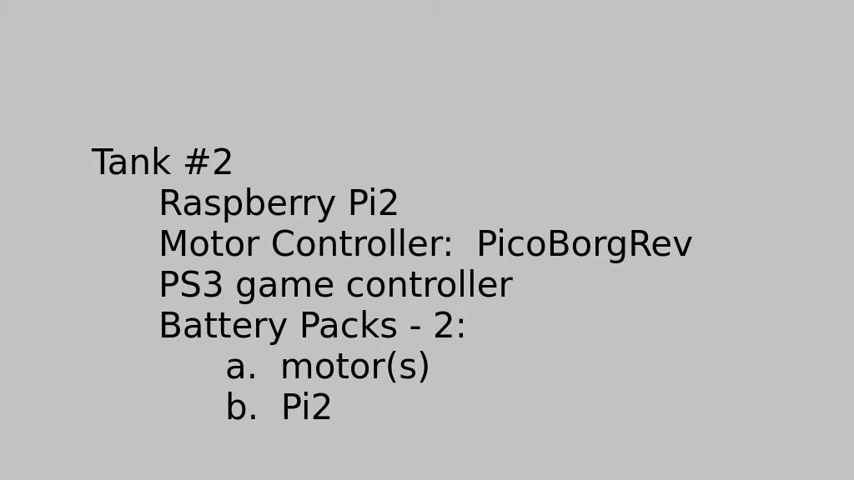 Tank #2
Raspberry Pi2
Motor Controller:  PicoBorgRev
PS3 game controller
Battery Packs - 2:
a.  motor(s)
b.  Pi2